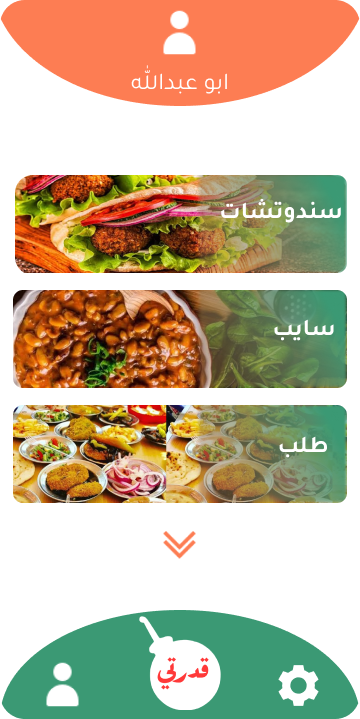 ابو عبدالله
سندوتشات
سايب
طلب
قدرتي